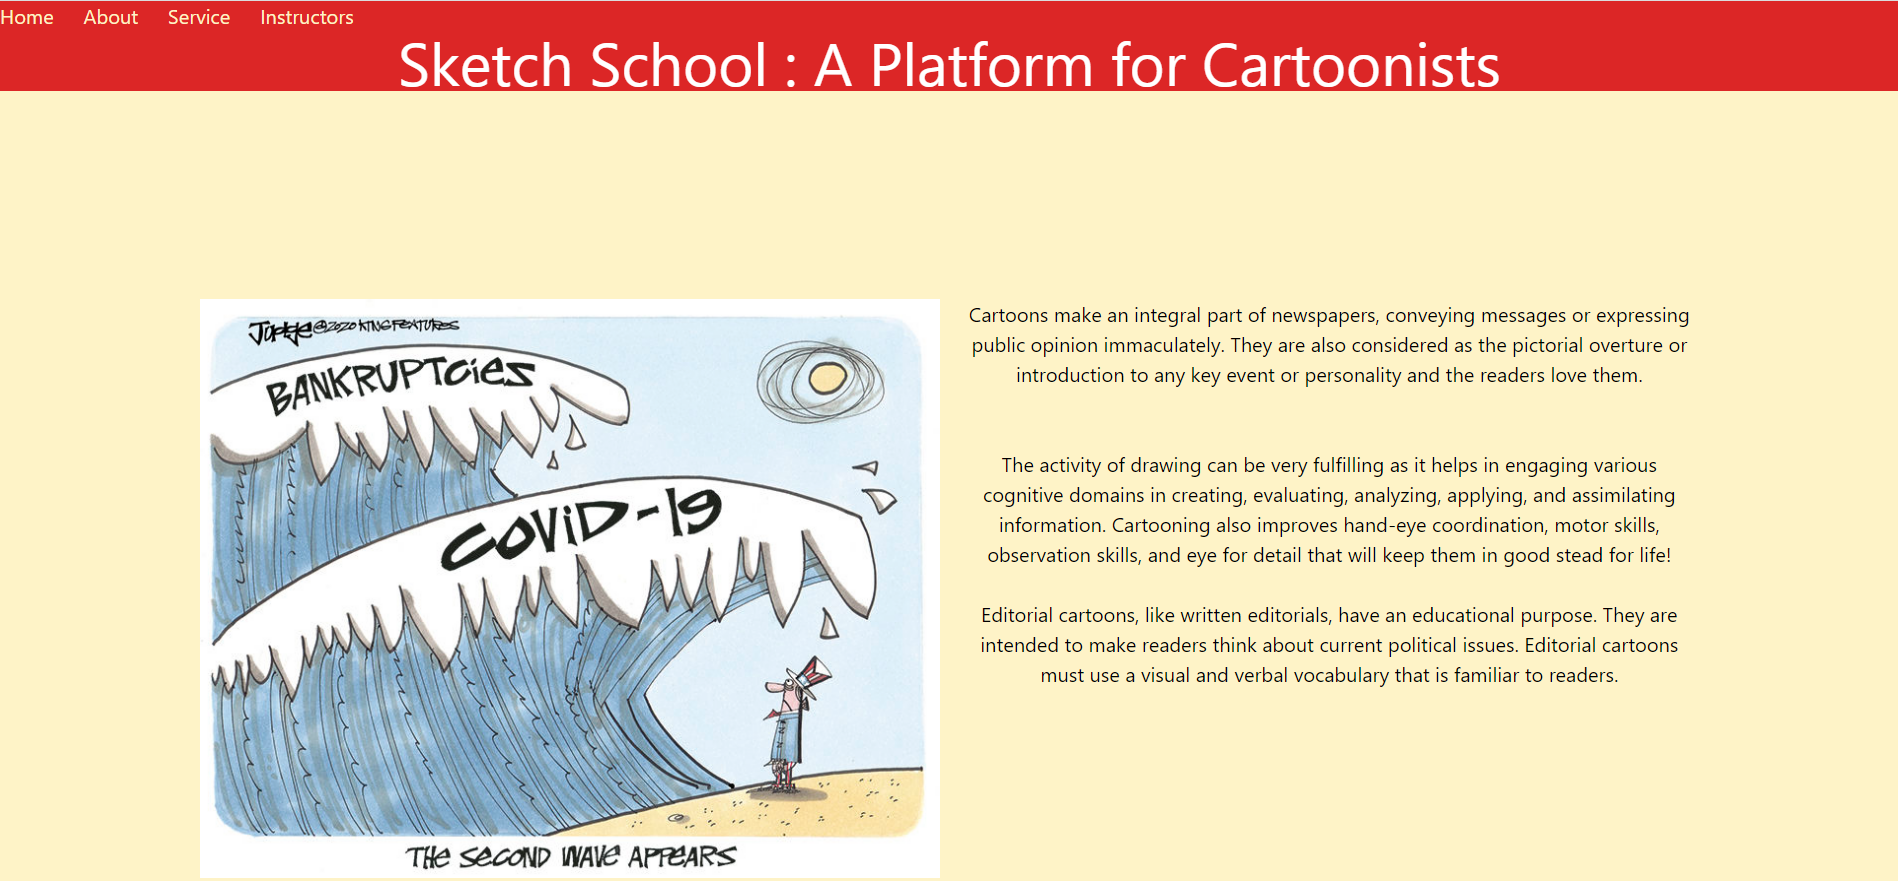 Home About Service Instructors
Sketch School : A Platform for Cartoonists
©2020 KING FEATURES
BANKRUPTCiES
COViD-19
THE SECOND WAVE APPEARS
Cartoons make an integral part of newspapers, conveying messages or expressing
public opinion immaculately. They are also considered as the pictorial overture or
introduction to any key event or personality and the readers love them.
The activity of drawing can be very fulfilling as it helps in engaging various
cognitive domains in creating, evaluating, analyzing, applying, and assimilating
information. Cartooning also improves hand-eye coordination, motor skills,
observation skills, and eye for detail that will keep them in good stead for life!
Editorial cartoons, like written editorials, have an educational purpose. They are
intended to make readers think about current political issues. Editorial cartoons
must use a visual and verbal vocabulary that is familiar to readers.